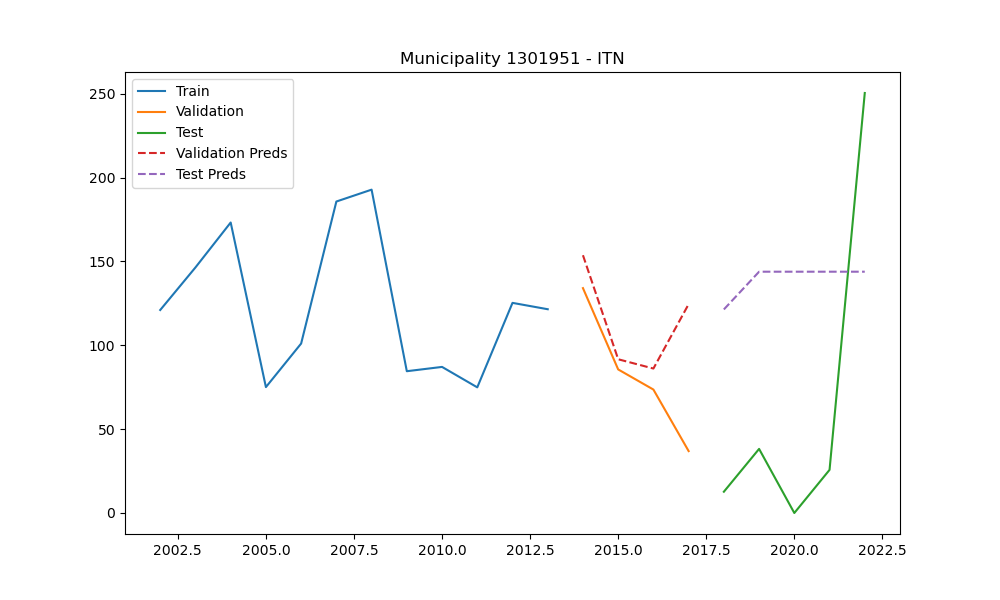 Municipality 1301951 - ITN
Train
Validation
Test
Validation Preds
Test Preds
250
200
150
100
50
0
2002.5 2005.0 2007.5 2010.0 2012.5 2015.0 2017.5 2020.0 2022.5